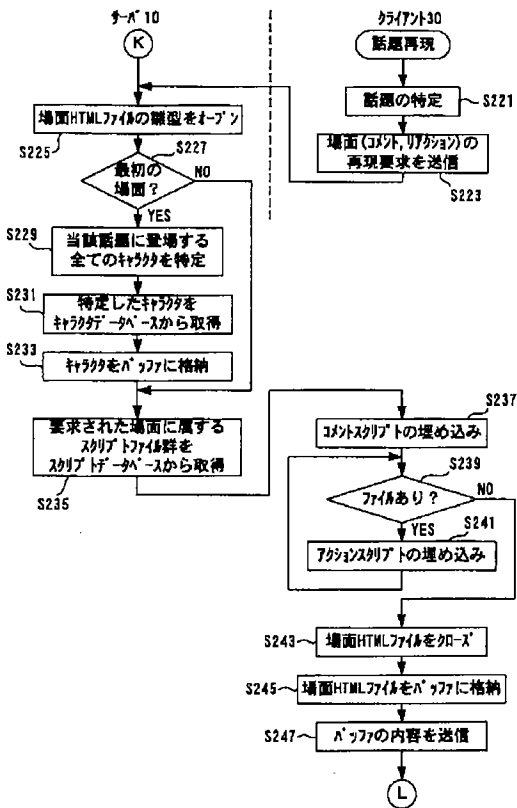 サーバ10
K
場面HTMLファイルの雛型をオープン
S225
S227
最初の
場面?
NO
YES
S229
当該話題に登場する
全てのキャラクタを特定
S231
特定したキャラクタを
キャラクタデータベースから取得
S233
キャラクタをバッファに格納
要求された場面に属する
スクリプトファイル群を
スクリプトデータベースから取得
S235
クライアント30
話題再現
話題の特定
S221
場面(コメント,リアクション)の
再現要求を送信
S223
S237
コメントスクリプトの埋め込み
S239
ファイルあり?
NO
YES
S241
アクションスクリプトの埋め込み
S243
場面HTMLファイルをクローズ
S245
場面HTMLファイルをバッファに格納
S247
バッファの内容を送信
L